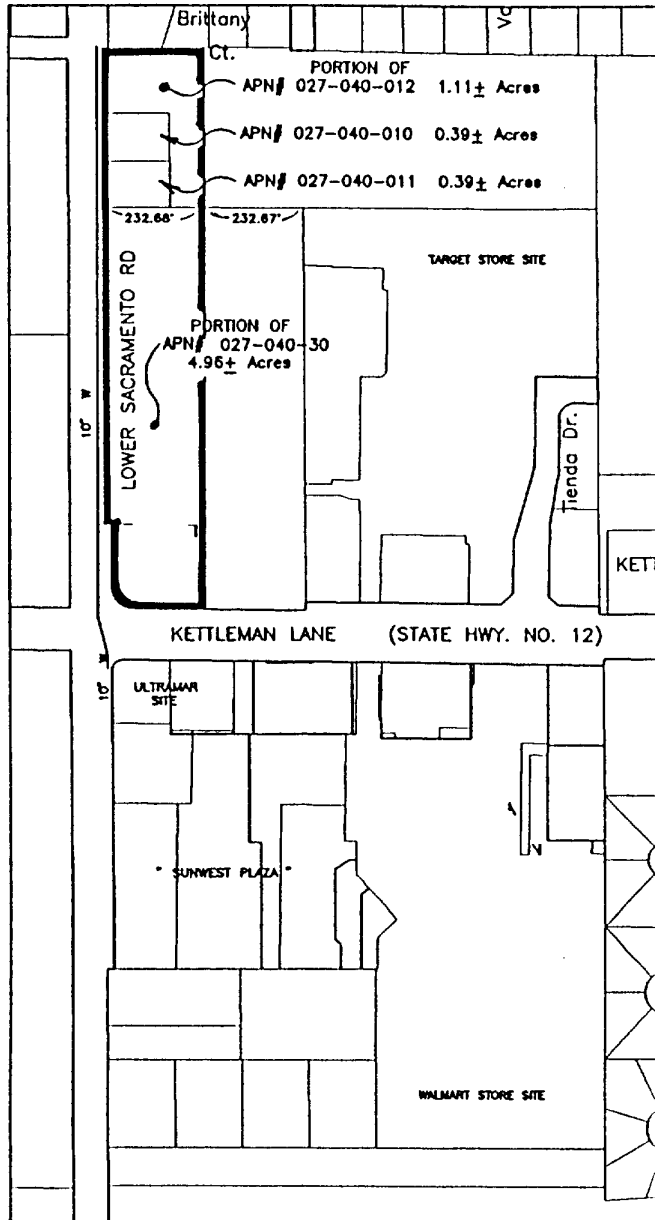 Brittany
Ct.
PORTION OF
APN# 027-040-012 1.11± Acres
APN# 027-040-010 0.39± Acres
APN# 027-040-011 0.39± Acres
232.68' 232.67'
TARGET STORE SITE
LOWER SACRAMENTO RD
PORTION OF
APN# 027-040-30
4.96± Acres
10" W
Tienda Dr.
KETT
KETTLEMAN LANE (STATE HWY. NO. 12)
10" W
ULTRAMAR
SITE
" SUNWEST PLAZA "
WALMART STORE SITE